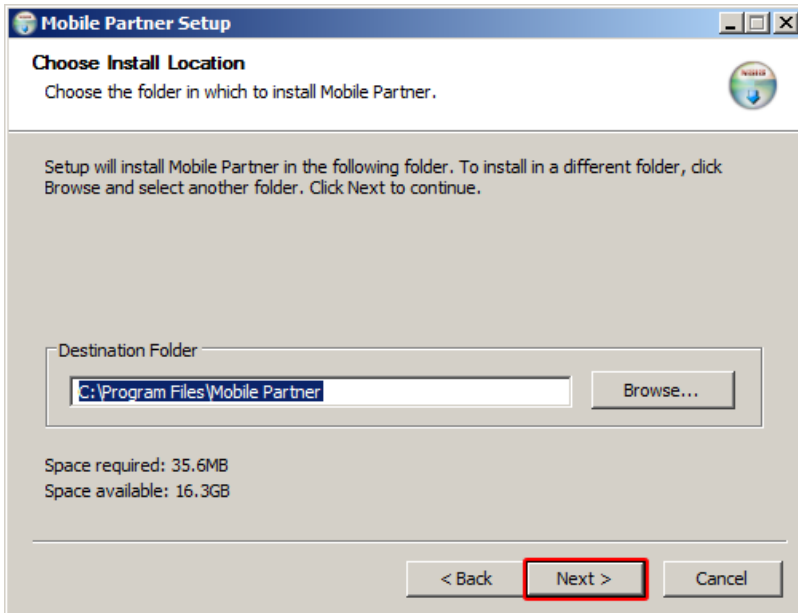 Mobile Partner Setup
Choose Install Location
Choose the folder in which to install Mobile Partner.
Setup will install Mobile Partner in the following folder. To install in a different folder, click
Browse and select another folder. Click Next to continue.
Destination Folder
C:\Program Files\Mobile Partner
Browse...
Space required: 35.6MB
Space available: 16.3GB
< Back
Next >
Cancel